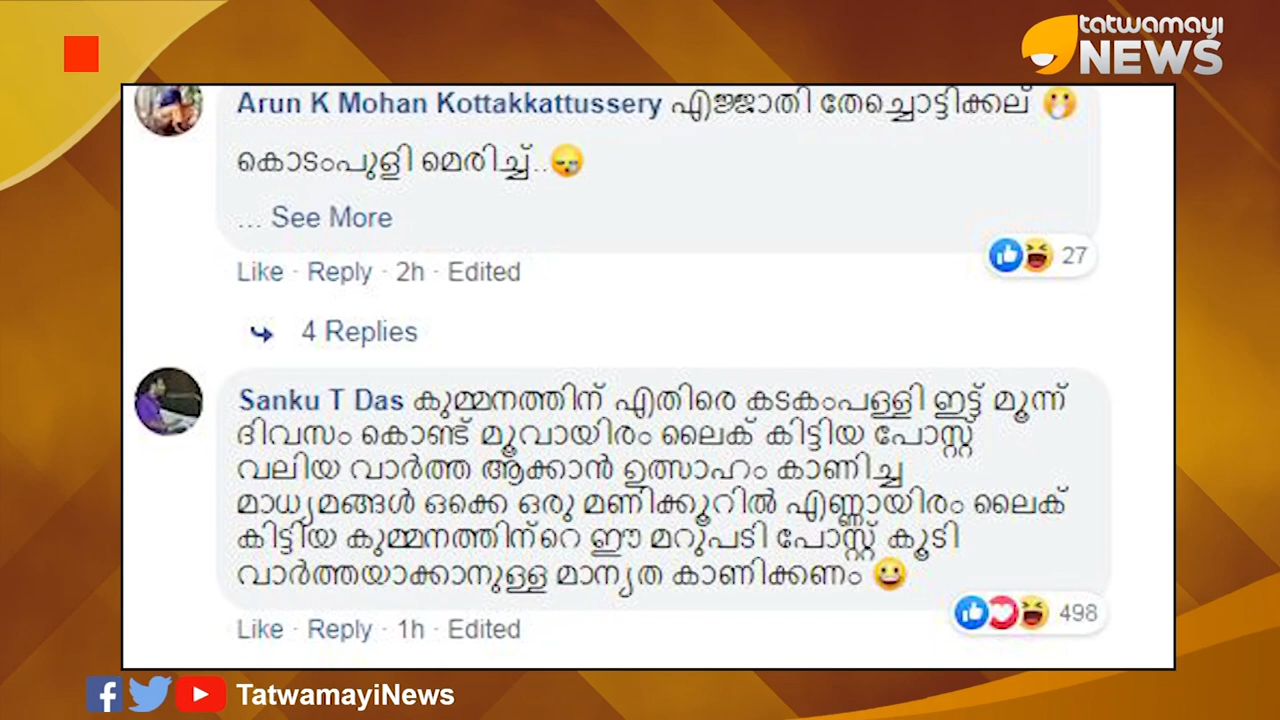 tatwamayi
NEWS
Arun K Mohan Kottakkattussery എജ്ജാതി തേച്ചൊട്ടിക്കല്
കൊടംപുളി മെരിച്ച്..
... See More
27
Like · Reply · 2h · Edited
4 Replies
Sanku T Das കുമ്മനത്തിന് എതിരെ കടകംപള്ളി ഇട്ട് മൂന്ന്
ദിവസം കൊണ്ട് മൂവായിരം ലൈക് കിട്ടിയ പോസ്റ്റ്
വലിയ വാർത്ത ആക്കാൻ ഉത്സാഹം കാണിച്ച
മാധ്യമങ്ങൾ ഒക്കെ ഒരു മണിക്കൂറിൽ എണ്ണായിരം ലൈക്
കിട്ടിയ കുമ്മനത്തിന്റെ ഈ മറുപടി പോസ്റ്റ് കൂടി
വാർത്തയാക്കാനുള്ള മാന്യത കാണിക്കണം
498
Like · Reply · 1h · Edited
TatwamayiNews